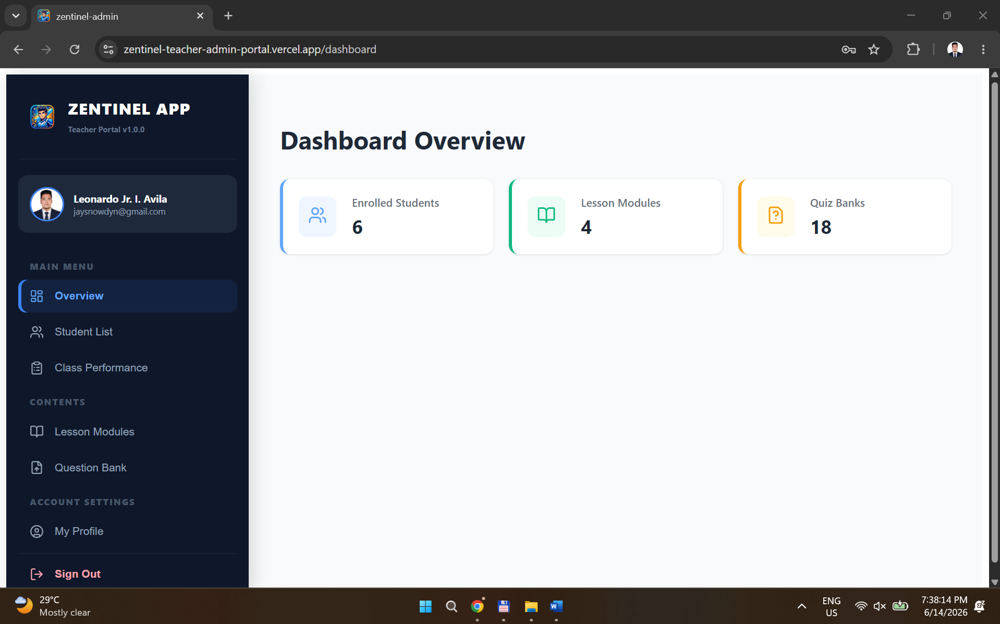 zentinel-admin
zentinel-teacher-admin-portal.vercel.app/dashboard
ZENTINEL APP
Teacher Portal v1.0.0
Leonardo Jr. I. Avila
jaysnowdyn@gmail.com
MAIN MENU
Overview
Student List
Class Performance
CONTENTS
Lesson Modules
Question Bank
ACCOUNT SETTINGS
My Profile
Sign Out
Dashboard Overview
Enrolled Students
6
Lesson Modules
4
Quiz Banks
18
29°C
Mostly clear
ENG
US
7:38:14 PM
6/14/2026